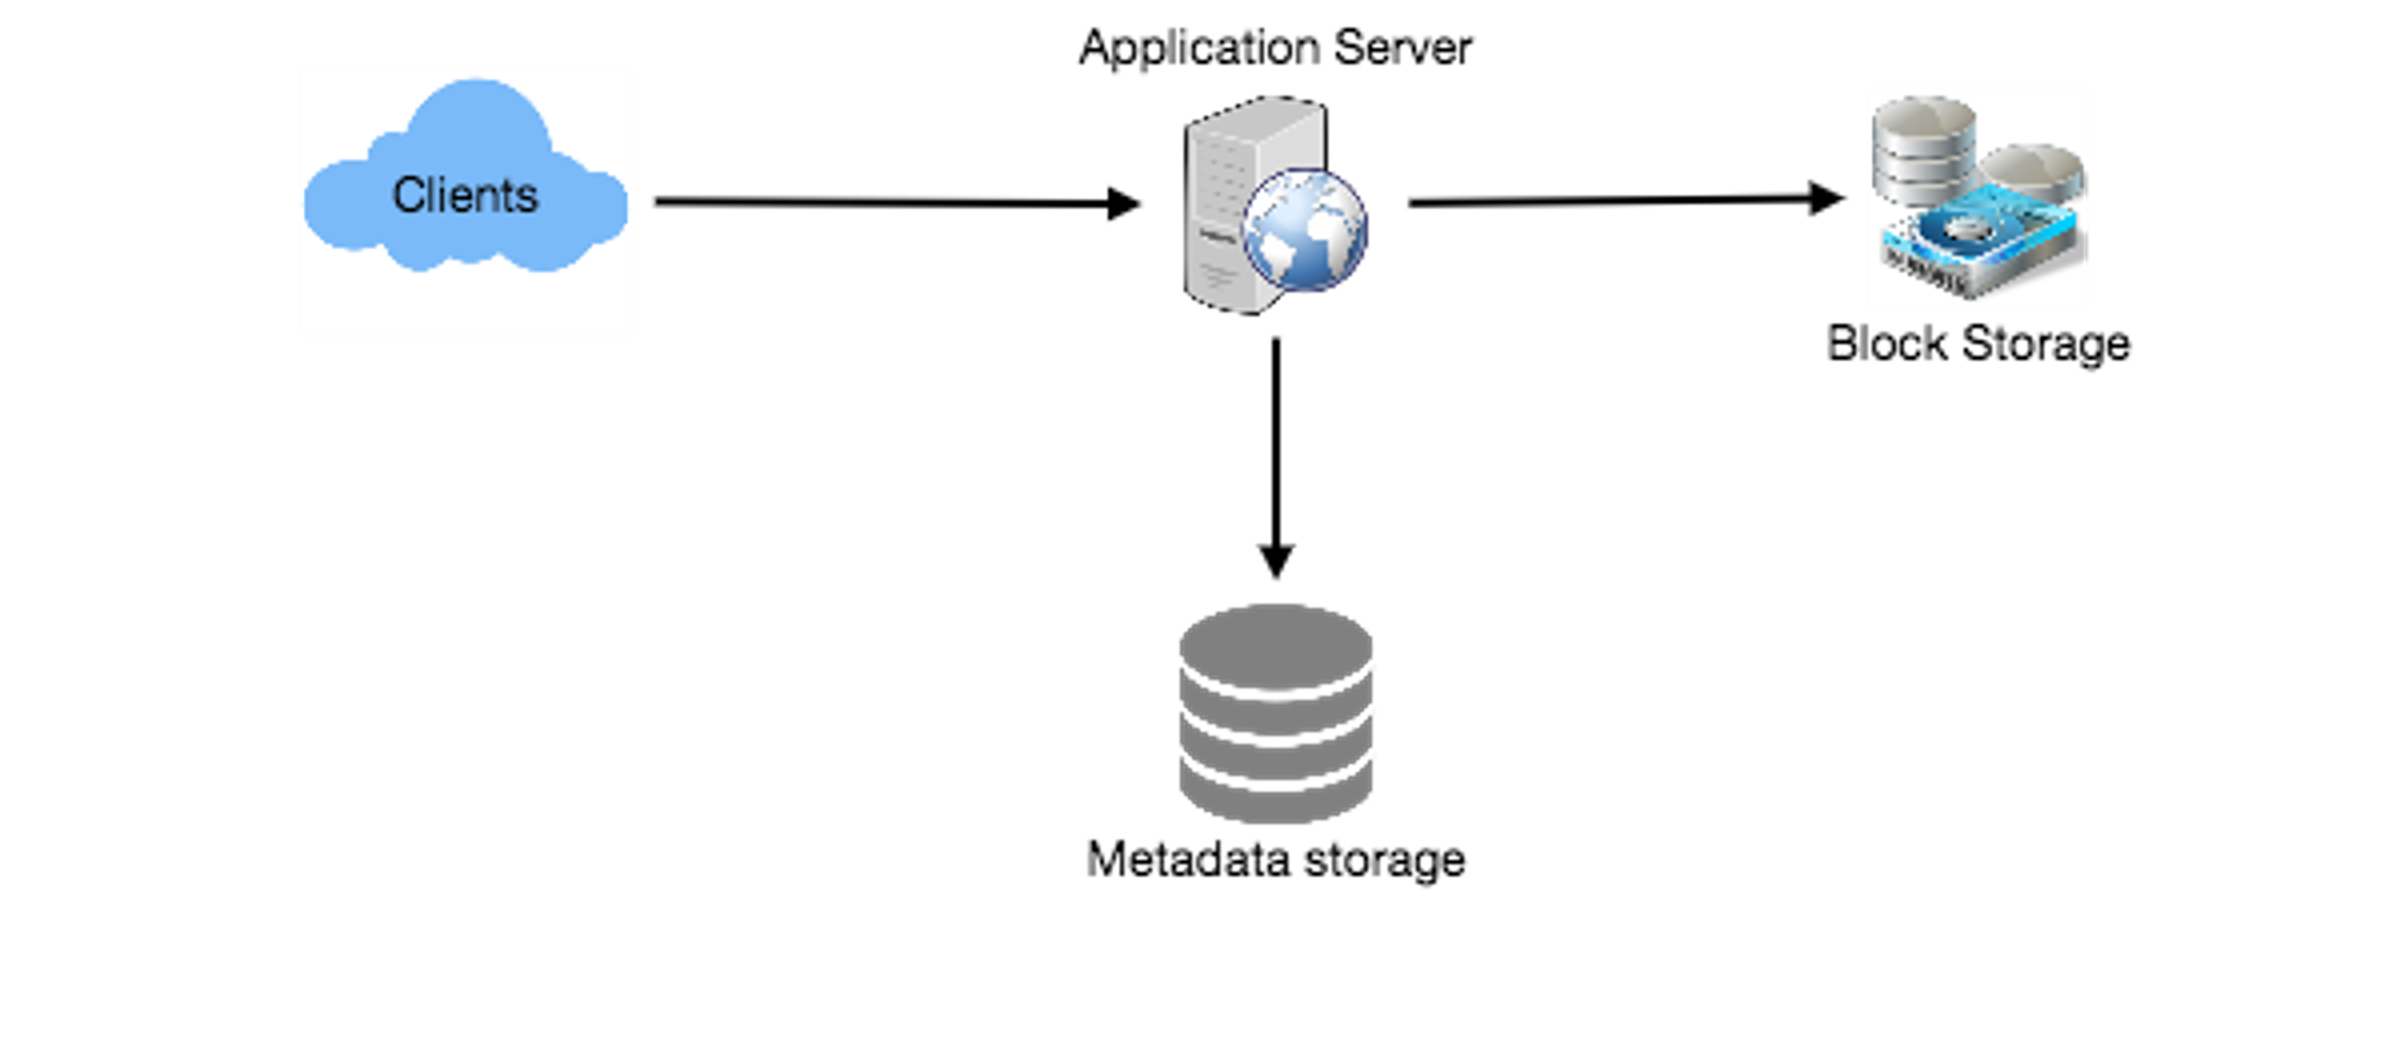 Application Server
Clients
Block Storage
Metadata storage